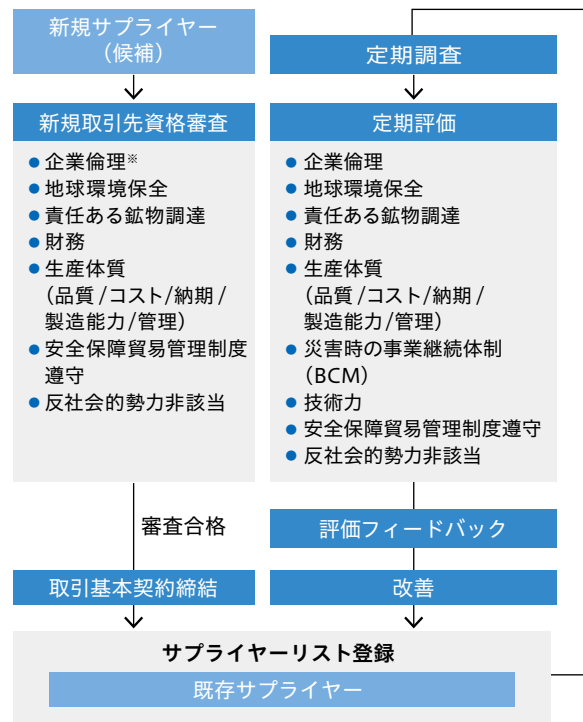 新規サプライヤー
（候補）
新規取引先資格審査
● 企業倫理※
● 地球環境保全
● 責任ある鉱物調達
● 財務
● 生産体質
（品質/コスト/納期/
製造能力/管理）
● 安全保障貿易管理制度
遵守
● 反社会的勢力非該当
審査合格
取引基本契約締結
定期調査
定期評価
● 企業倫理
● 地球環境保全
● 責任ある鉱物調達
● 財務
● 生産体質
（品質/コスト/納期/
製造能力/管理）
● 災害時の事業継続体制
（BCM）
● 技術力
● 安全保障貿易管理制度遵守
● 反社会的勢力非該当
評価フィードバック
改善
サプライヤーリスト登録
既存サプライヤー